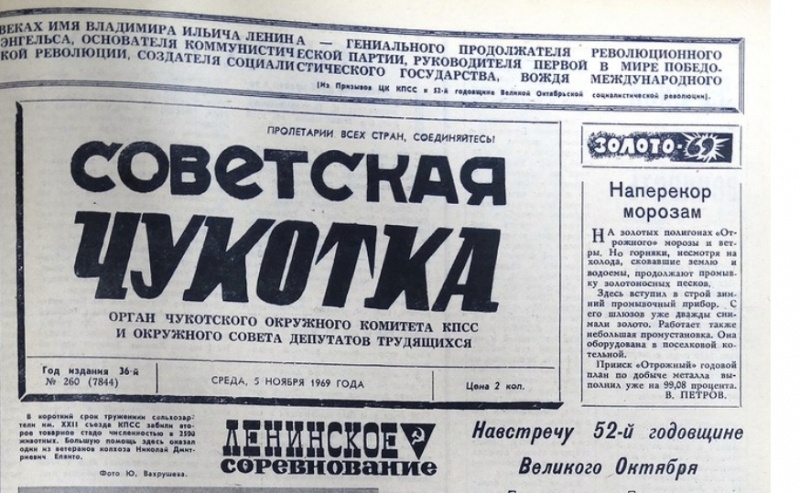 ВЕКАХ ИМЯ ВЛАДИМИРА ИЛЬИЧА ЛЕНИНА — ГЕНИАЛЬНОГО ПРОДОЛЖАТЕЛЯ РЕВОЛЮЦИОННОГО
ЭНГЕЛЬСА, ОСНОВАТЕЛЯ КОММУНИСТИЧЕСКОЙ ПАРТИИ, РУКОВОДИТЕЛЯ ПЕРВОЙ В МИРЕ ПОБЕДО-
КОЙ РЕВОЛЮЦИИ, СОЗДАТЕЛЯ СОЦИАЛИСТИЧЕСКОГО ГОСУДАРСТВА, ВОЖДЯ МЕЖДУНАРОДНОГО
(Из Призывов ЦК КПСС к 52-й годовщине Великой Октябрьской социалистической революции).
ПРОЛЕТАРИИ ВСЕХ СТРАН, СОЕДИНЯЙТЕСЬ!
СОВЕТСКАЯ
ЧУКОТКА
ОРГАН ЧУКОТСКОГО ОКРУЖНОГО КОМИТЕТА КПСС
И ОКРУЖНОГО СОВЕТА ДЕПУТАТОВ ТРУДЯЩИХСЯ
Год издания 36-й
№ 260 (7844)
СРЕДА, 5 НОЯБРЯ 1969 ГОДА
Цена 2 коп.
ЗОЛОТО-69
Наперекор
морозам
На золотых полигонах «От-
рожного» морозы и вет-
ры. Но горняки, несмотря на
холода, сковавшие землю и
водоемы, продолжают промыв-
ку золотоносных песков.
Здесь вступил в строй зим-
ний промывочный прибор. С
его шлюзов уже дважды сни-
мали золото. Работает также
небольшая промустановка. Она
оборудована в поселковой ко-
тельной.
Прииск «Отрожный» годовой
план по добыче металла вы-
полнил уже на 99,08 процента.
В. ПЕТРОВ.
В короткий срок труженики сельхозар-
тели им. XXII съезда КПСС забили вто-
рое товарное стадо численностью в 2500
животных. Большую помощь здесь оказал
один из ветеранов колхоза Николай Дмит-
риевич Елянто.
Фото Ю. Вахрушева.
ЛЕНИНСКОЕ
СОРЕВНОВАНИЕ
Навстречу 52-й годовщине
Великого Октября